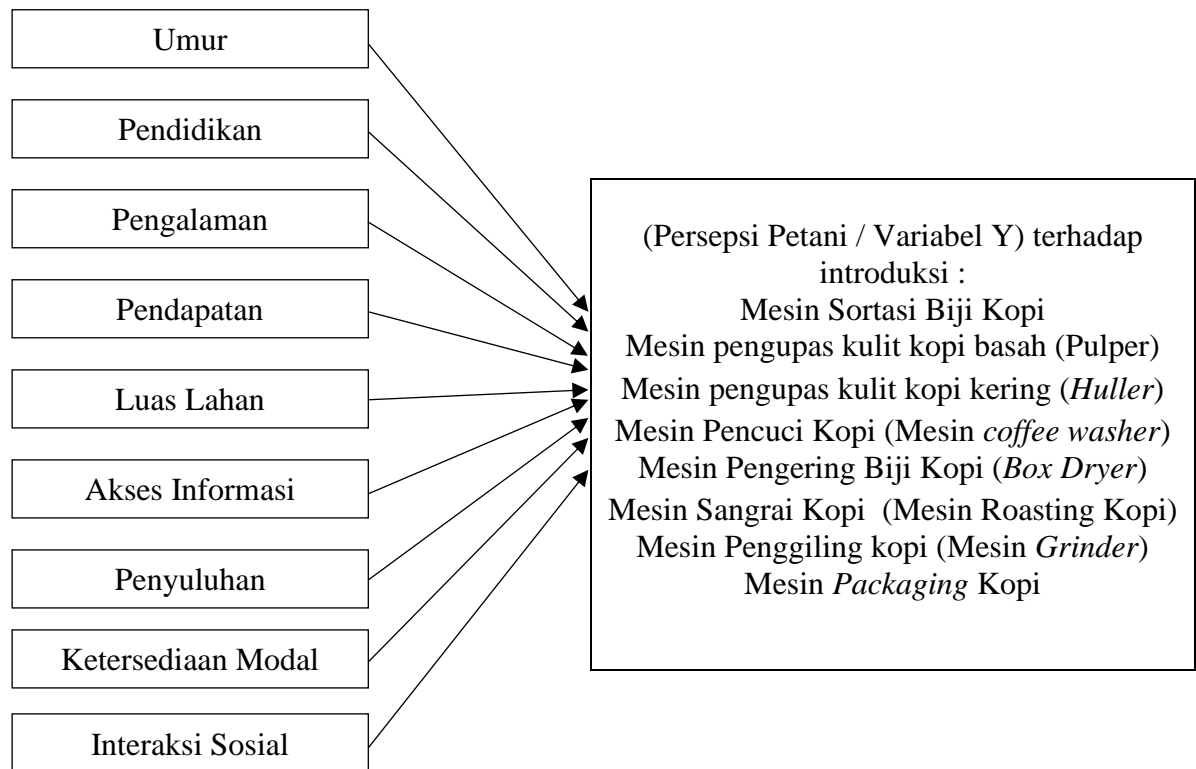 Umur
Pendidikan
Pengalaman
Pendapatan
Luas Lahan
Akses Informasi
Penyuluhan
Ketersediaan Modal
Interaksi Sosial
(Persepsi Petani / Variabel Y) terhadap
introduksi :
Mesin Sortasi Biji Kopi
Mesin pengupas kulit kopi basah (Pulper)
Mesin pengupas kulit kopi kering (Huller)
Mesin Pencuci Kopi (Mesin coffee washer)
Mesin Pengering Biji Kopi (Box Dryer)
Mesin Sangrai Kopi (Mesin Roasting Kopi)
Mesin Penggiling kopi (Mesin Grinder)
Mesin Packaging Kopi